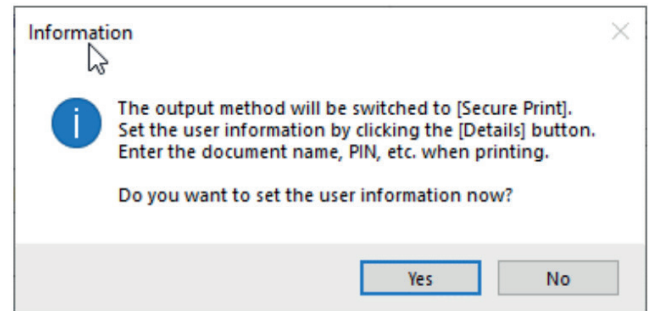 Information
The output method will be switched to [Secure Print].
Set the user information by clicking the [Details] button.
Enter the document name, PIN, etc. when printing.
Do you want to set the user information now?
Yes No